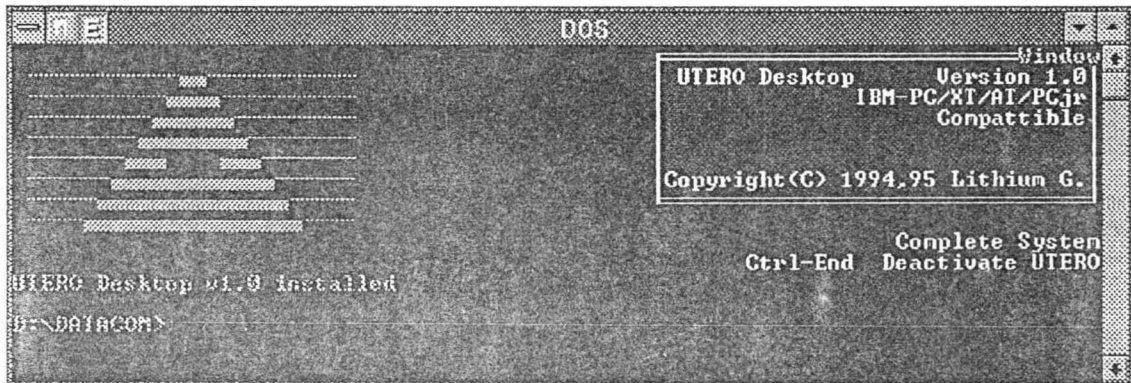 DOS
Window
UTERO Desktop Version 1.0
IBM-PC/XT/AT/PCjr
Compattible
Copyright(C) 1994,95 Lithium G.
Complete System
Ctrl-End Deactivate UTERO
UTERO Desktop v1.0 installed
D:\DATACOM>